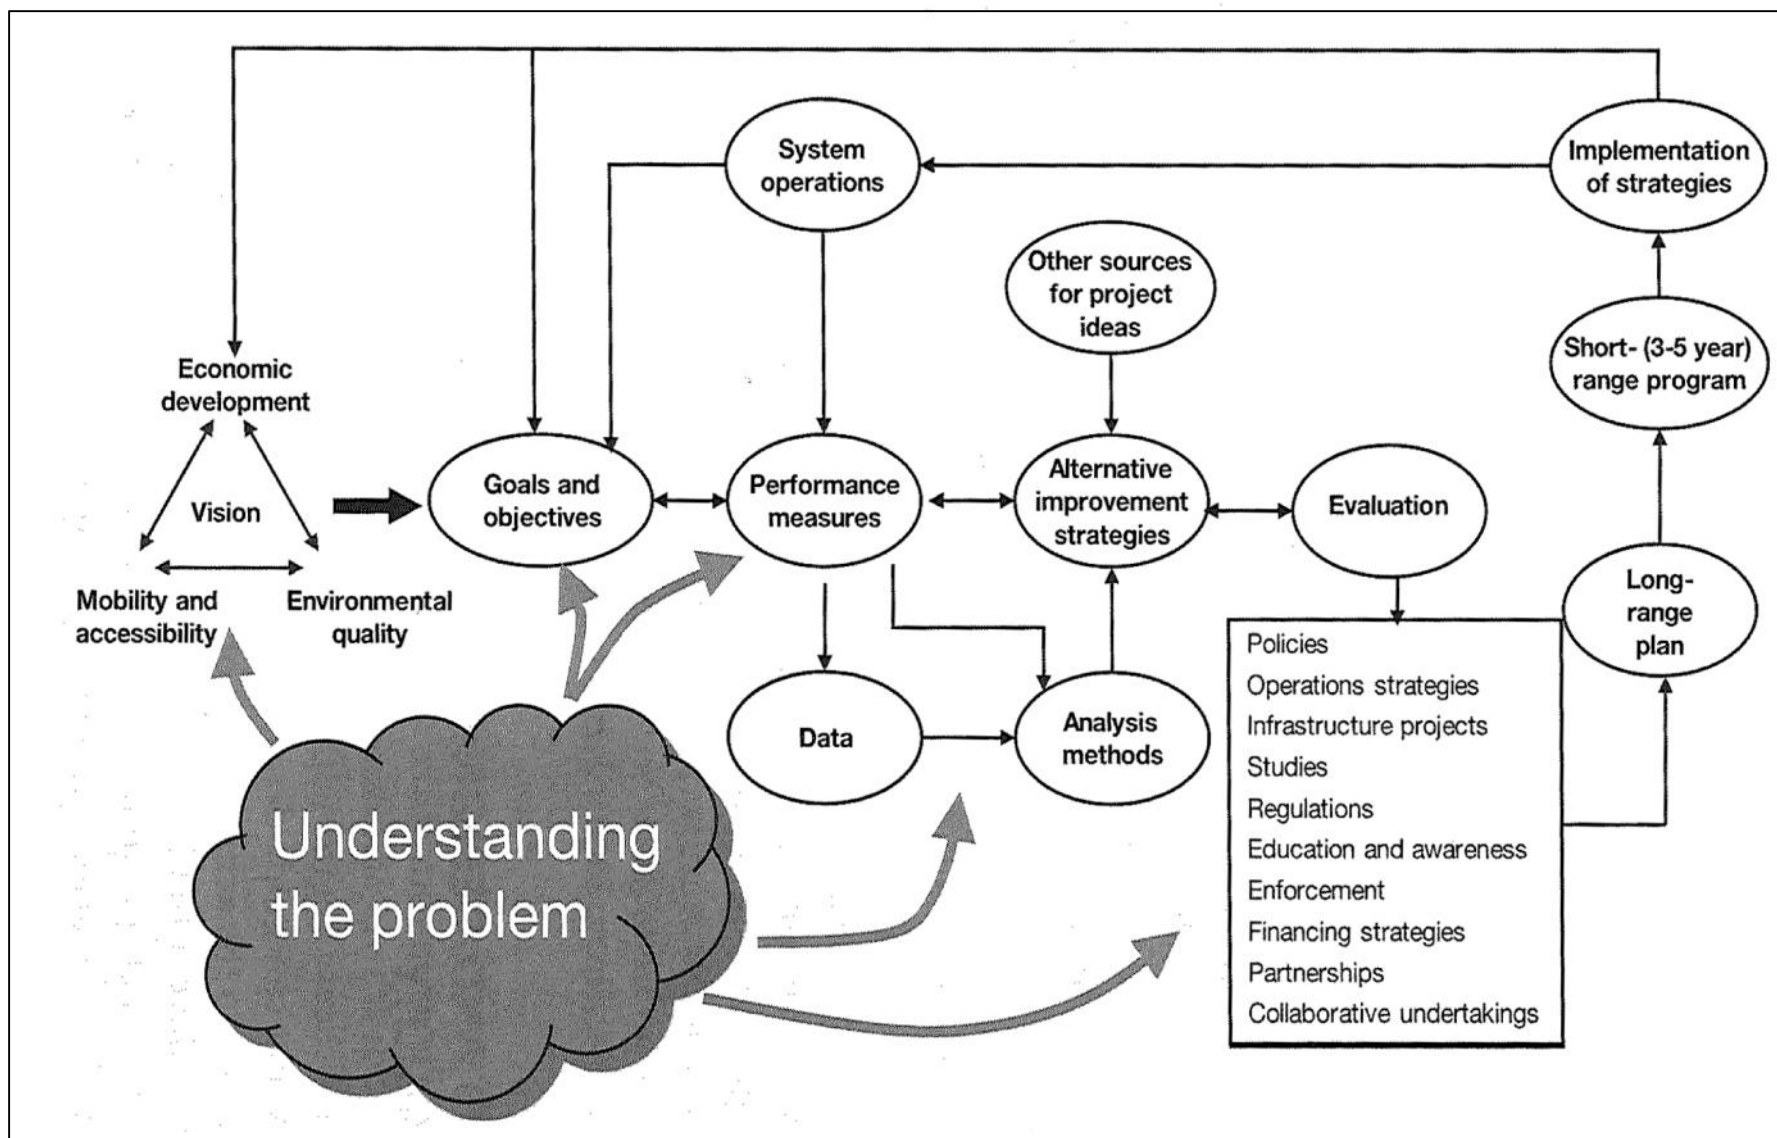 System
operations
Implementation
of strategies
Other sources
for project
ideas
Short- (3-5 year)
range program
Economic
development
Vision
Mobility and
accessibility
Environmental
quality
Goals and
objectives
Performance
measures
Alternative
improvement
strategies
Evaluation
Long-
range
plan
Data
Analysis
methods
Policies
Operations strategies
Infrastructure projects
Studies
Regulations
Education and awareness
Enforcement
Financing strategies
Partnerships
Collaborative undertakings
Understanding
the problem